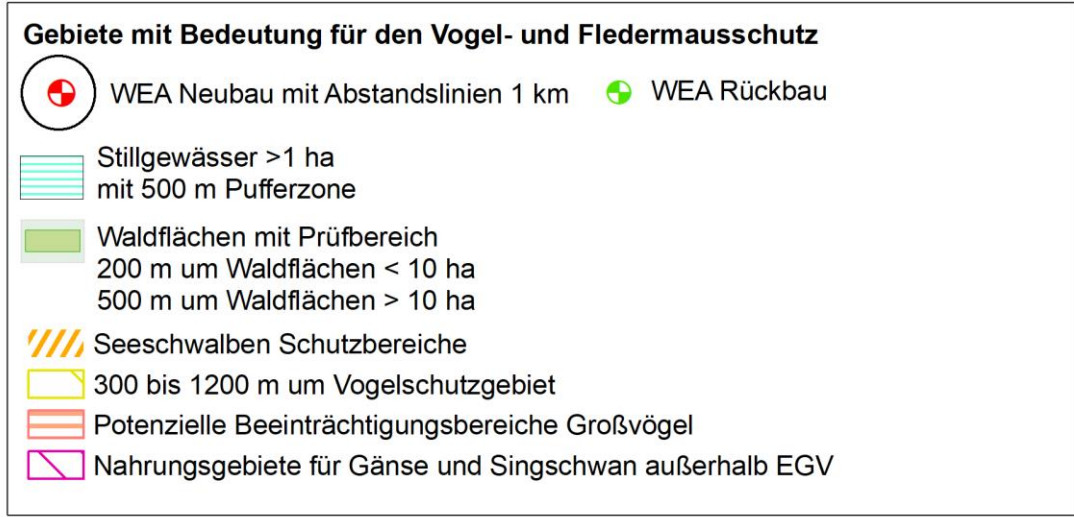 Gebiete mit Bedeutung für den Vogel- und Fledermausschutz
WEA Neubau mit Abstandslinien 1 km
WEA Rückbau
Stillgewässer >1 ha
mit 500 m Pufferzone
Waldflächen mit Prüfbereich
200 m um Waldflächen < 10 ha
500 m um Waldflächen > 10 ha
Seeschwalben Schutzbereiche
300 bis 1200 m um Vogelschutzgebiet
Potenzielle Beeinträchtigungsbereiche Großvögel
Nahrungsgebiete für Gänse und Singschwan außerhalb EGV